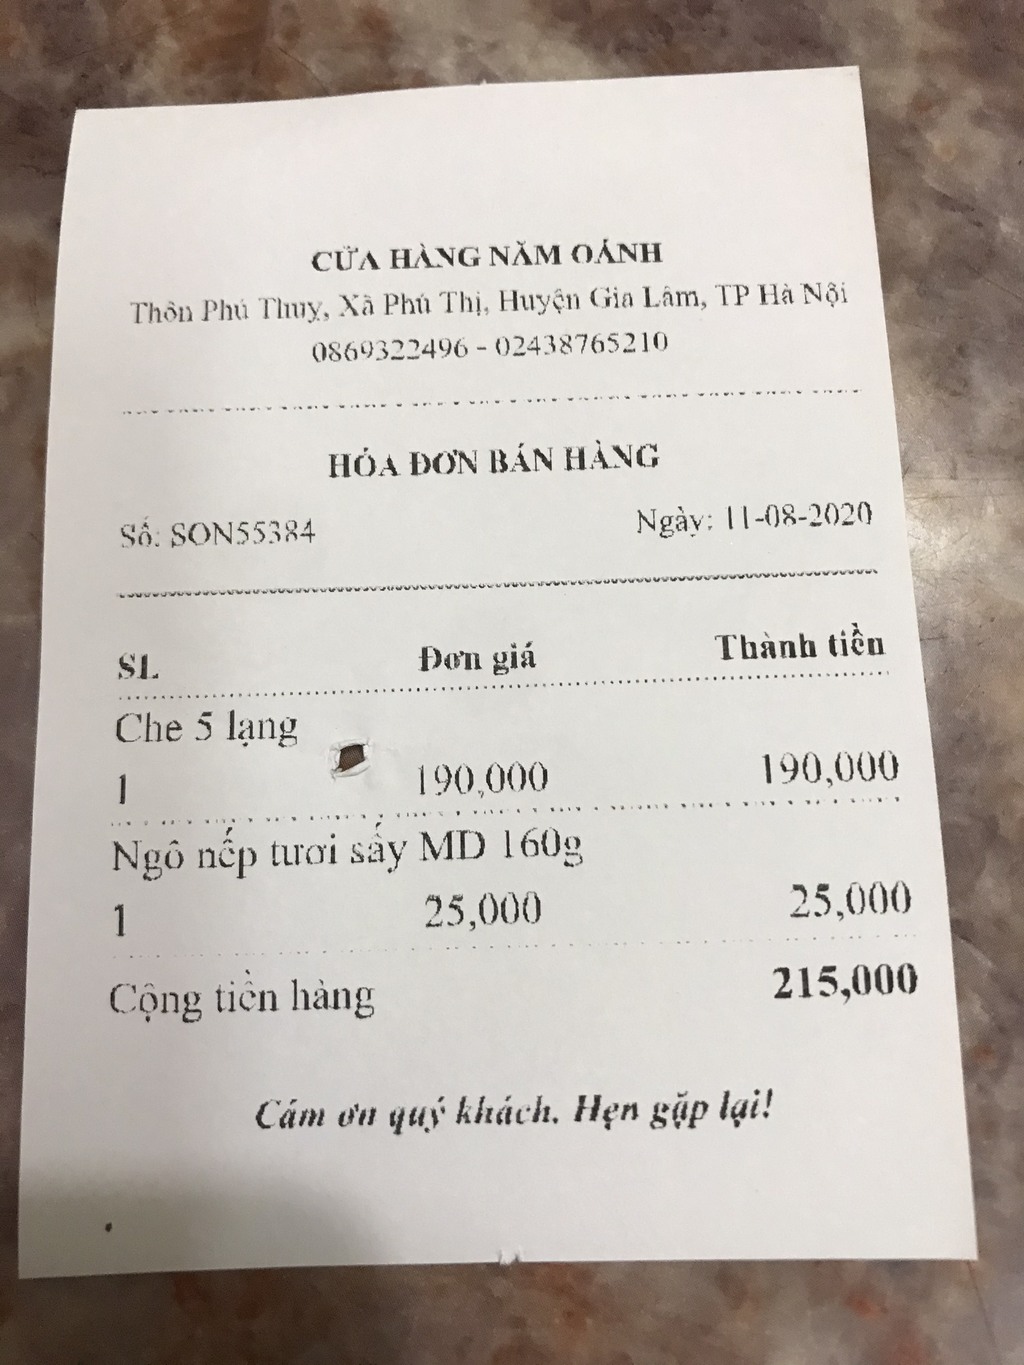 CỬA HÀNG NĂM OÁNH
Thôn Phú Thuỵ, Xã Phú Thị, Huyện Gia Lâm, TP Hà Nội
0869322496 - 02438765210
HÓA ĐƠN BÁN HÀNG
Số: SON55384 Ngày: 11-08-2020
SL Đơn giá Thành tiền
Che 5 lạng
1 190,000 190,000
Ngô nếp tươi sấy MD 160g
1 25,000 25,000
Cộng tiền hàng 215,000
Cám ơn quý khách. Hẹn gặp lại!